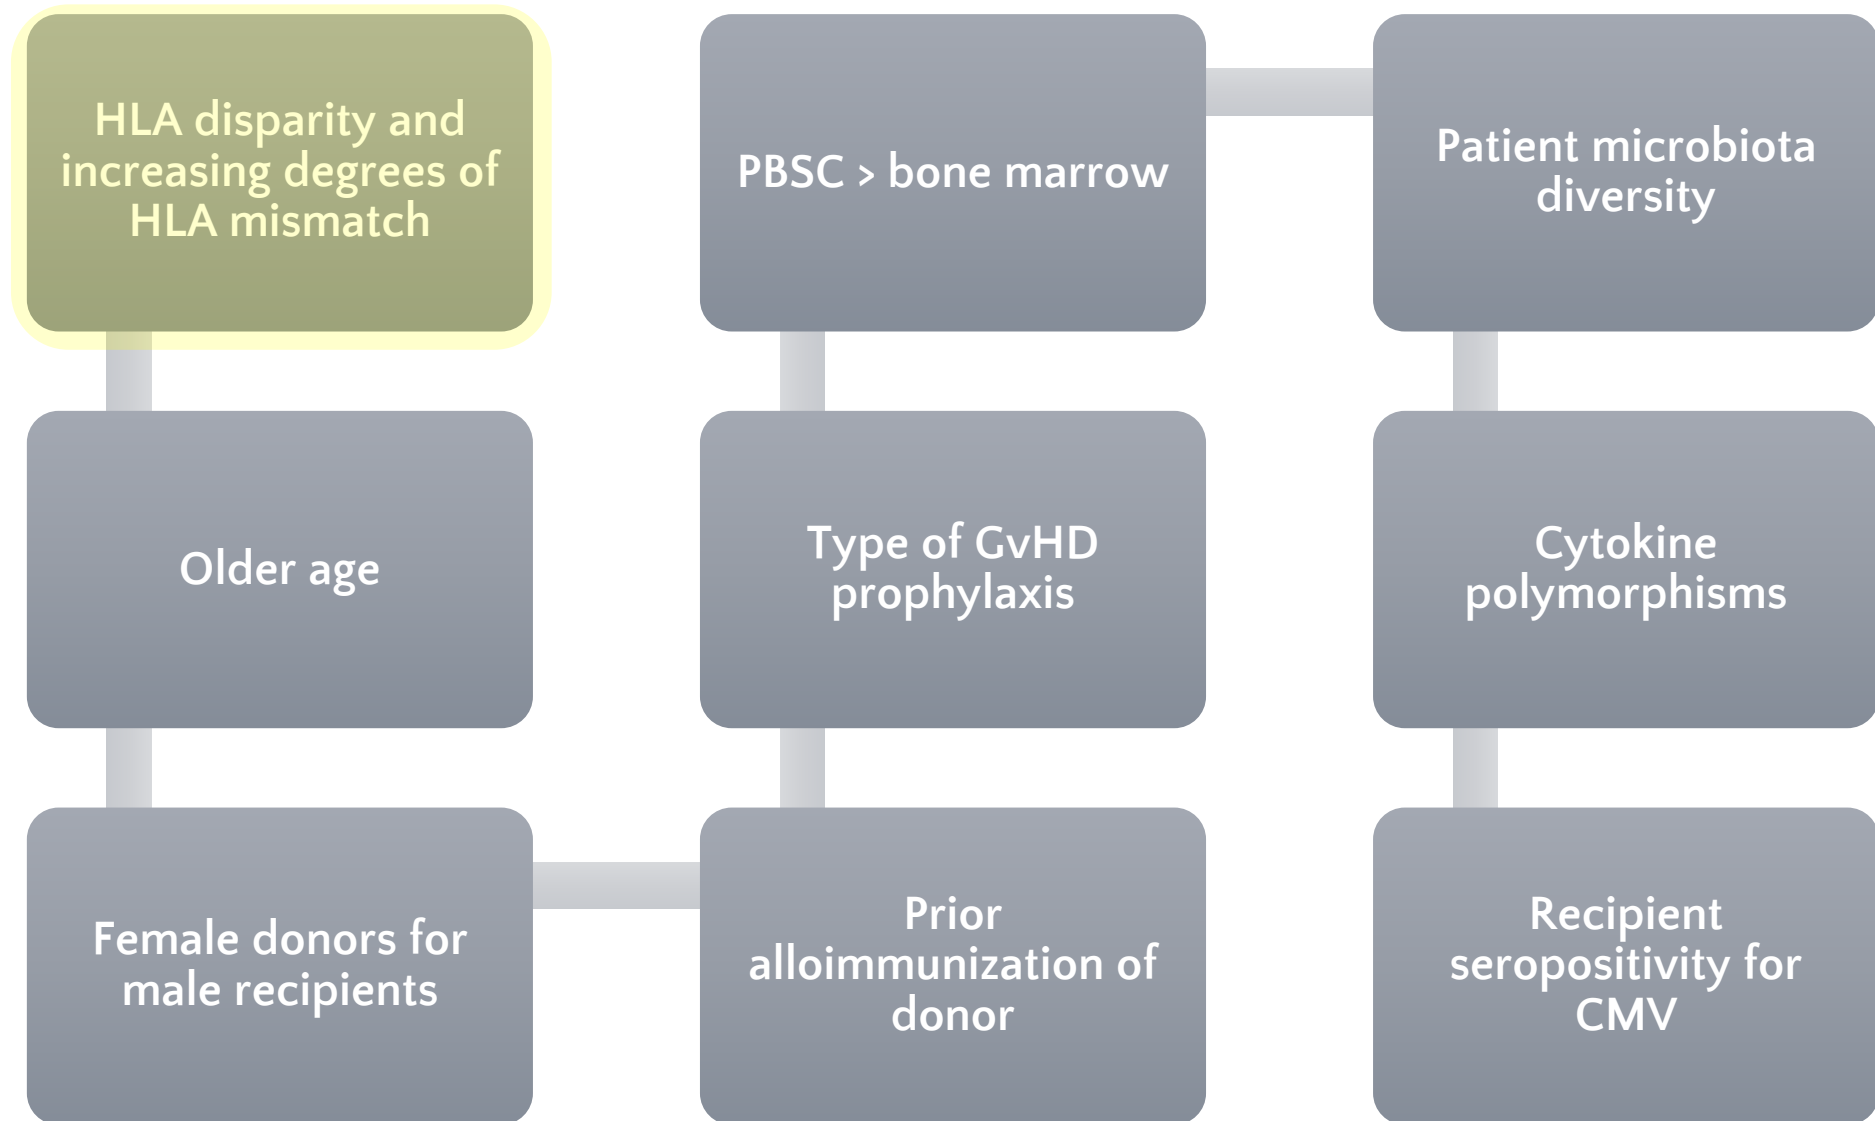 HLA disparity and
increasing degrees of
HLA mismatch
Older age
Female donors for
male recipients
Prior
alloimmunization of
donor
Type of GvHD
prophylaxis
PBSC > bone marrow
Patient microbiota
diversity
Cytokine
polymorphisms
Recipient
seropositivity for
CMV